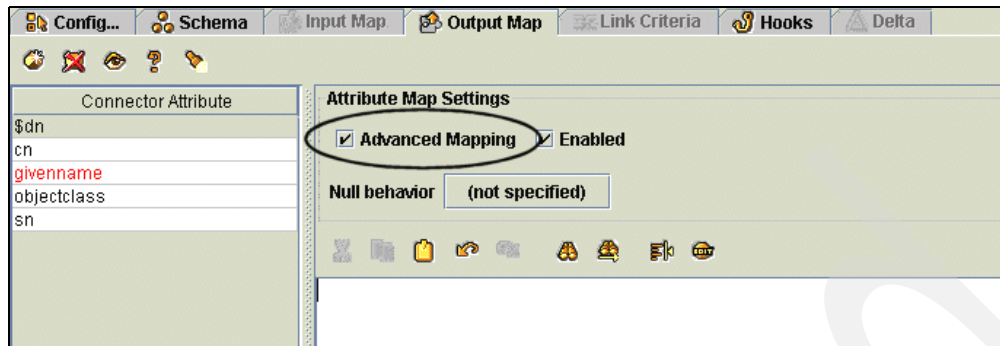 Config... Schema Input Map. Output Map Link Criteria Hooks Delta
Connector Attribute
$dn
cn
givenname
objectclass
sn
Attribute Map Settings
Advanced Mapping Enabled
Null behavior (not specified)